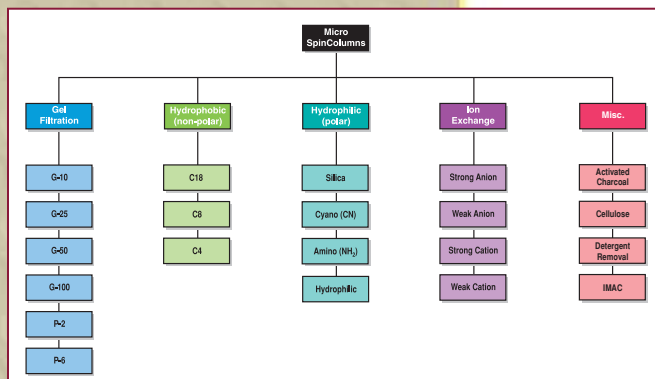 Micro
SpinColumns
Gel
Filtration
Hydrophobic
(non-polar)
Hydrophilic
(polar)
Ion
Exchange
Misc.
G-10
G-25
G-50
G-100
P-2
P-6
C18
C8
C4
Silica
Cyano (CN)
Amino (NH₂)
Hydrophilic
Strong Anion
Weak Anion
Strong Cation
Weak Cation
Activated
Charcoal
Cellulose
Detergent
Removal
IMAC